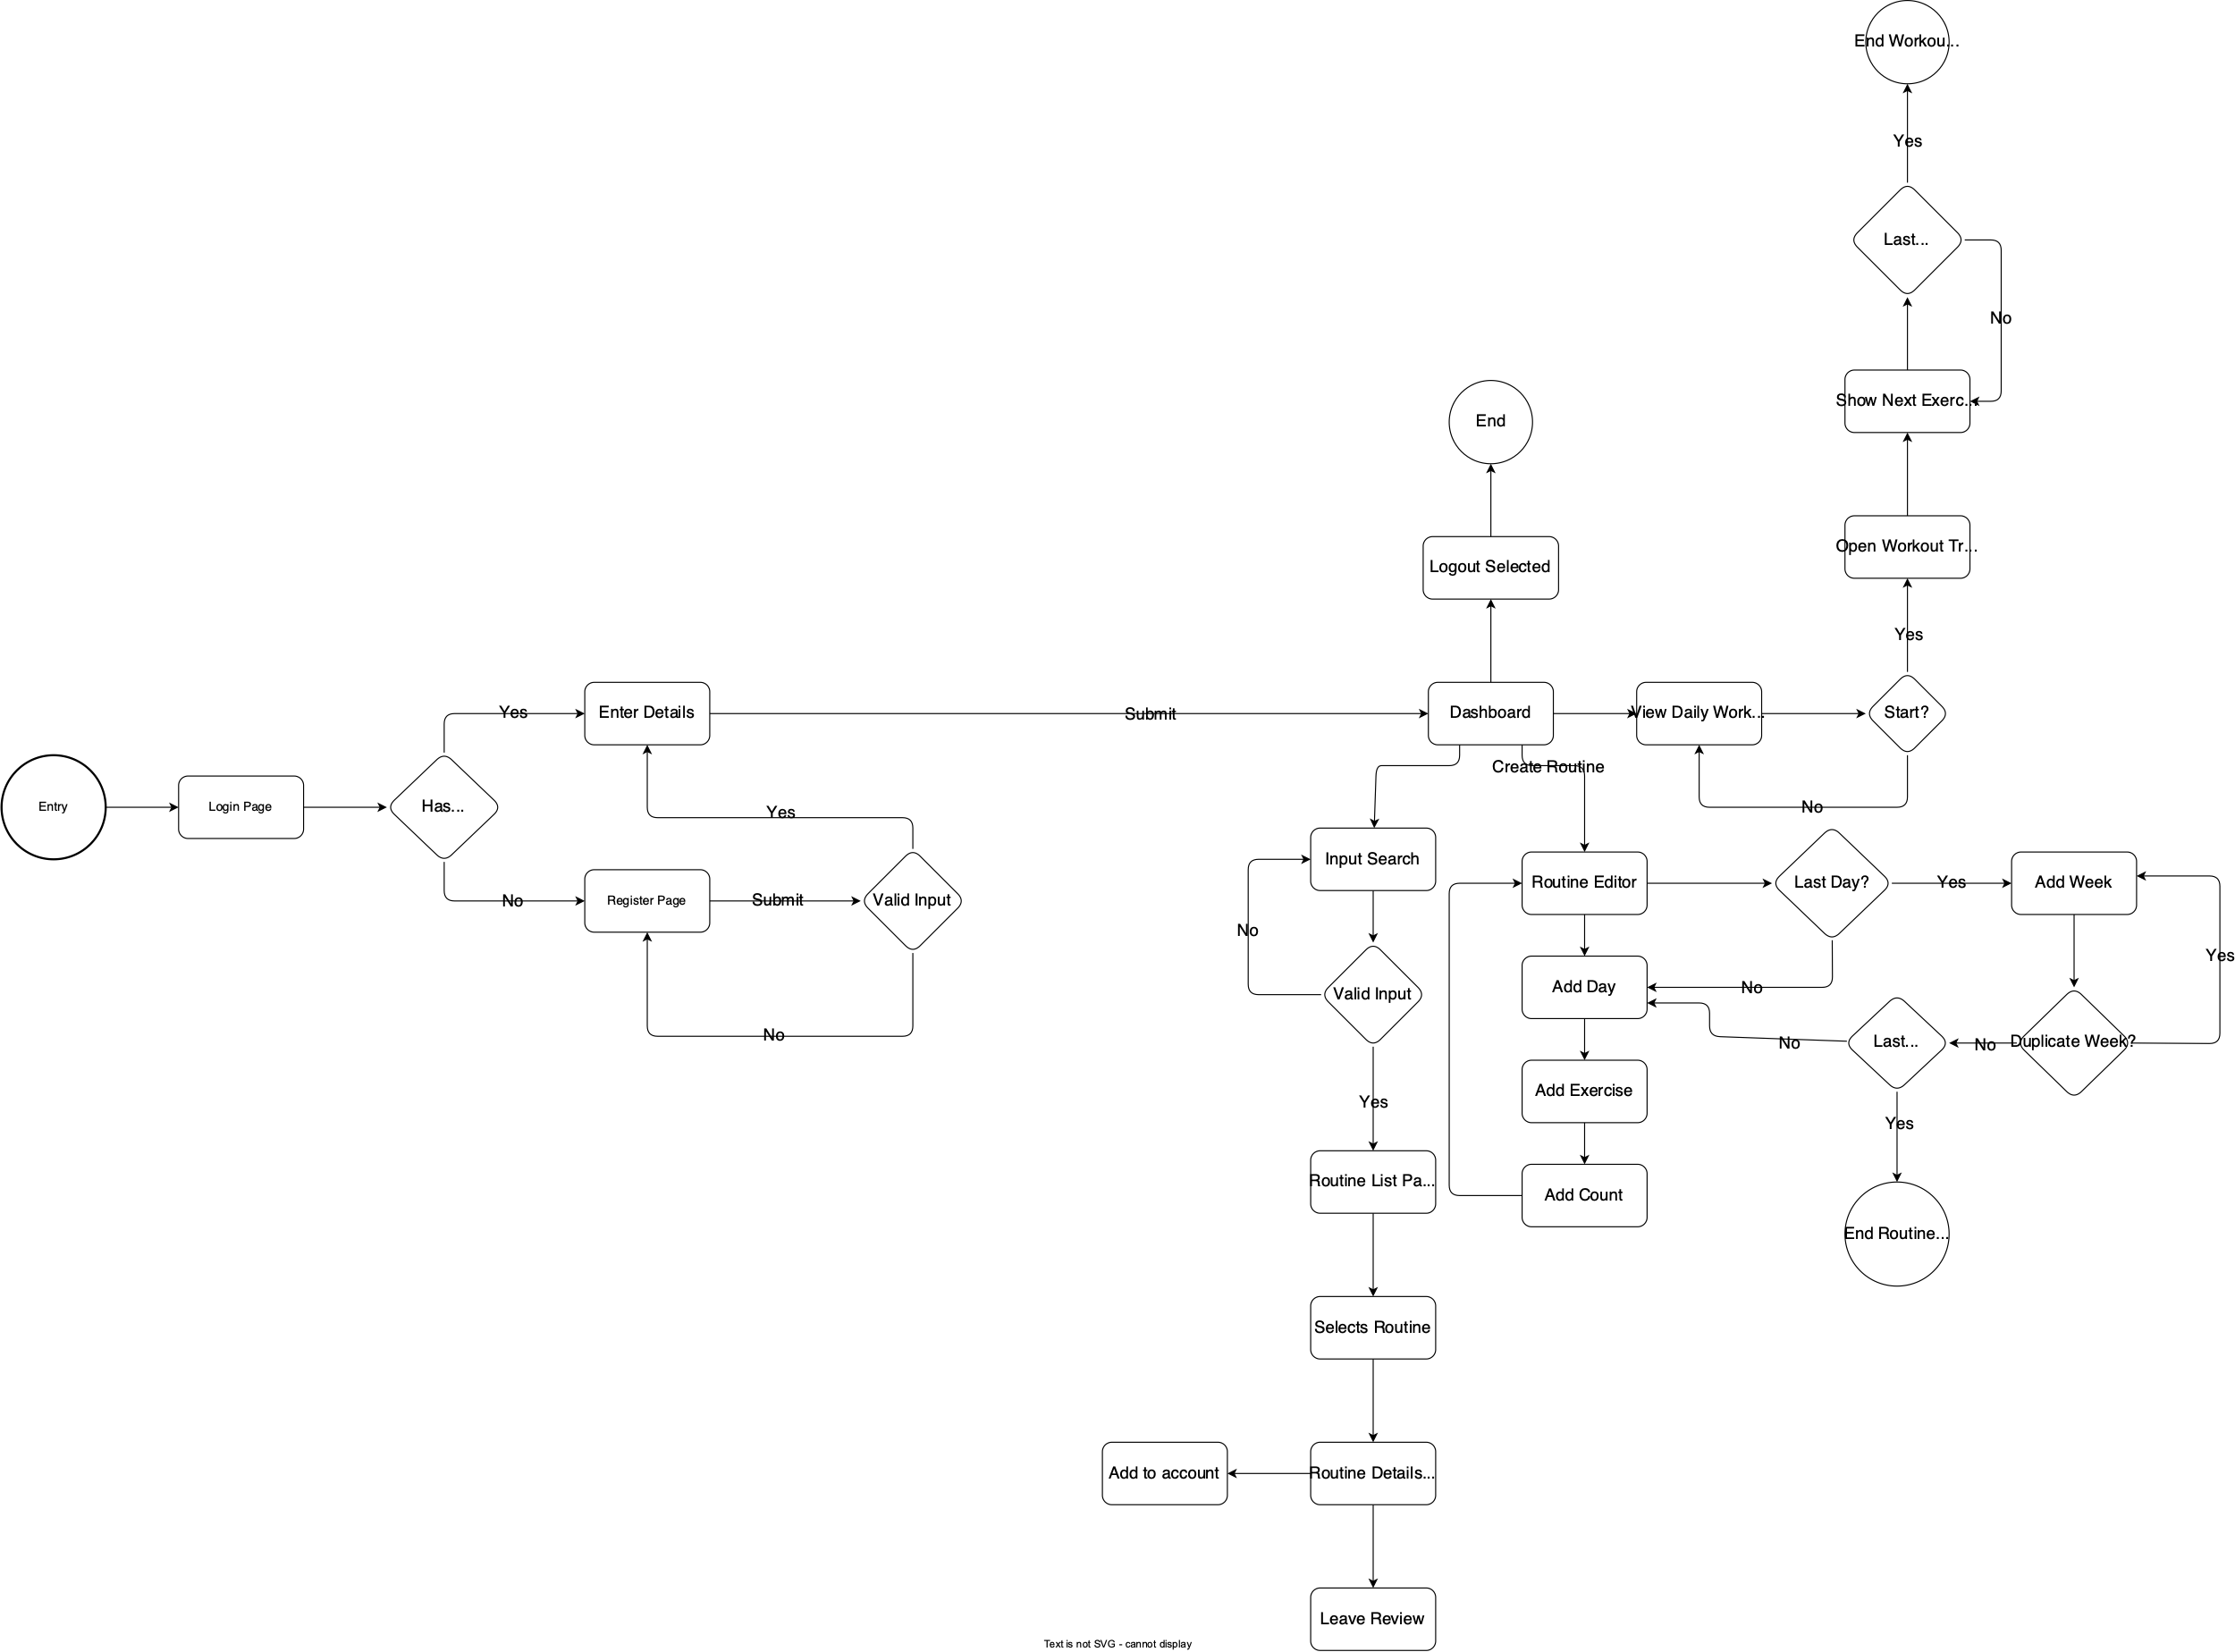 End Workou...
Yes
Last...
No
Show Next Exerc...
End
Open Workout Tr...
Logout Selected
Yes
Yes
Enter Details
Submit
Dashboard
View Daily Work...
Start?
Create Routine
Entry
Login Page
Has...
Yes
No
Input Search
Routine Editor
Last Day?
Yes
Add Week
No
Register Page
Submit
Valid Input
No
Yes
Valid Input
Add Day
No
No
Last...
No
Duplicate Week?
No
Add Exercise
Yes
Yes
Routine List Pa...
Add Count
End Routine...
Selects Routine
Add to account
Routine Details...
Leave Review
Text is not SVG - cannot display